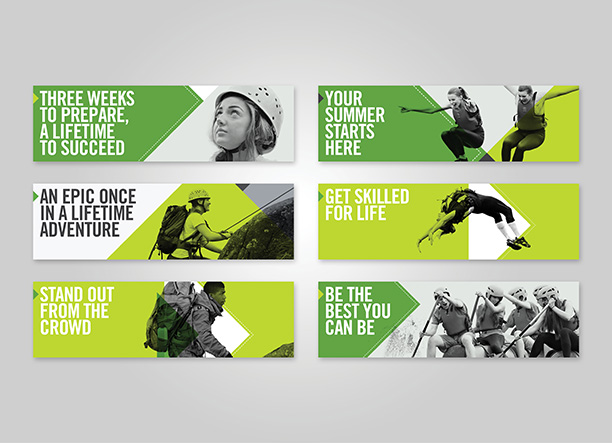 THREE WEEKS
TO PREPARE,
A LIFETIME
TO SUCCEED
YOUR
SUMMER
STARTS
HERE
AN EPIC ONCE
IN A LIFETIME
ADVENTURE
GET SKILLED
FOR LIFE
STAND OUT
FROM THE
CROWD
BE THE
BEST YOU
CAN BE